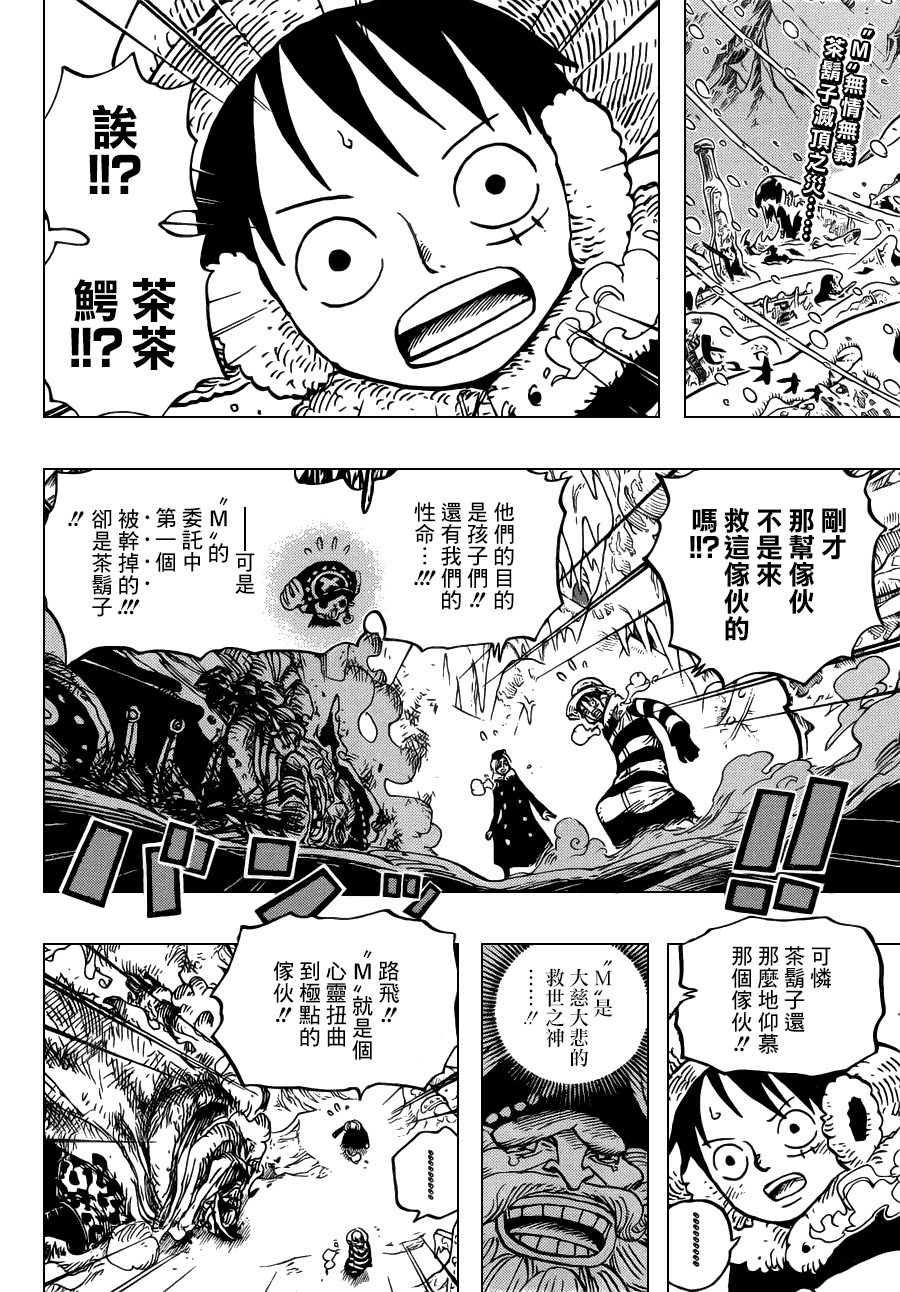 〝M〟無情無義
茶鬍子滅頂之災……
誒
!!?
茶茶
鱷
!!?
剛才
那幫傢伙
不是來
救這傢伙的
嗎!!?
他們的目的
是孩子們!!
還有我們的
性命…!!!
——可是
〝M〟的
委託中
第一個
被幹掉的!!!
卻是茶鬍子
!!
ドドドッ
!!
可憐
茶鬍子還
那麼地仰慕
那個傢伙!!
………
〝M〟是
大慈大悲的
救世之神
……!!
路飛!!
〝M〟就是個
心靈扭曲
到極點的
傢伙!!
………